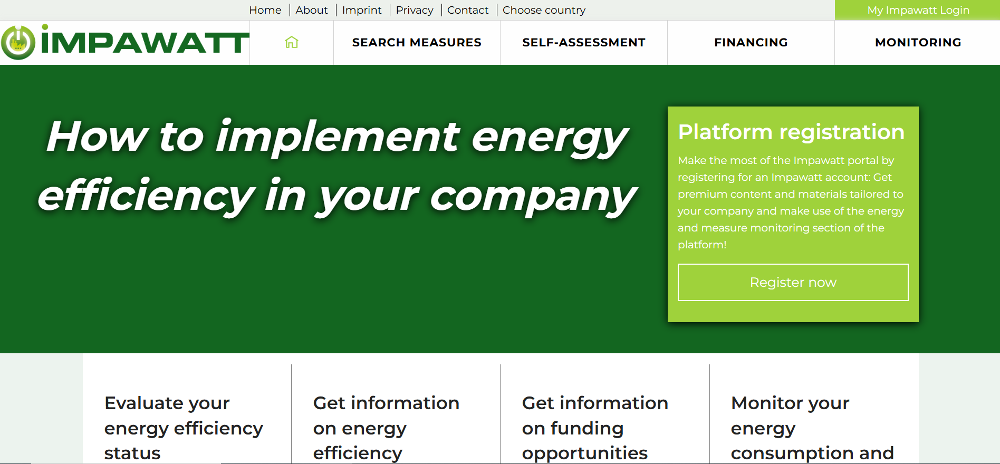 Home About Imprint Privacy Contact Choose country My Impawatt Login
iMPAWATT SEARCH MEASURES SELF-ASSESSMENT FINANCING MONITORING
How to implement energy
efficiency in your company
Platform registration
Make the most of the Impawatt portal by
registering for an Impawatt account: Get
premium content and materials tailored to
your company and make use of the energy
and measure monitoring section of the
platform!
Register now
Evaluate your
energy efficiency
status
Get information
on energy
efficiency
Get information
on funding
opportunities
Monitor your
energy
consumption and